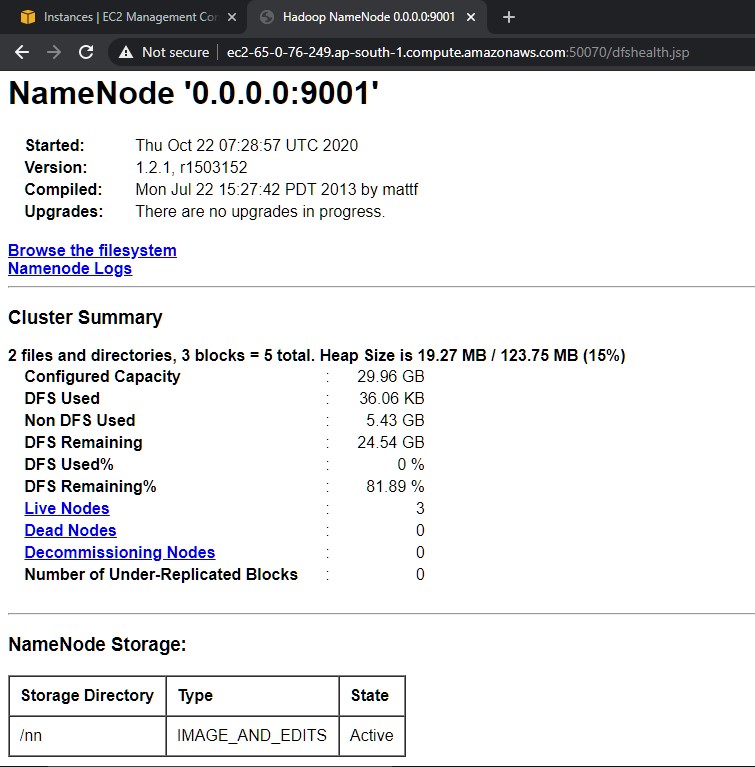 Instances | EC2 Management Cor
Hadoop NameNode 0.0.0.0:9001
Not secure | ec2-65-0-76-249.ap-south-1.compute.amazonaws.com:50070/dfshealth.jsp
NameNode '0.0.0.0:9001'
Started: Thu Oct 22 07:28:57 UTC 2020
Version: 1.2.1, r1503152
Compiled: Mon Jul 22 15:27:42 PDT 2013 by mattf
Upgrades: There are no upgrades in progress.
Browse the filesystem
Namenode Logs
Cluster Summary
2 files and directories, 3 blocks = 5 total. Heap Size is 19.27 MB / 123.75 MB (15%)
Configured Capacity : 29.96 GB
DFS Used : 36.06 KB
Non DFS Used : 5.43 GB
DFS Remaining : 24.54 GB
DFS Used% : 0 %
DFS Remaining% : 81.89 %
Live Nodes : 3
Dead Nodes : 0
Decommissioning Nodes : 0
Number of Under-Replicated Blocks : 0
NameNode Storage:
Storage Directory Type State
/nn IMAGE_AND_EDITS Active